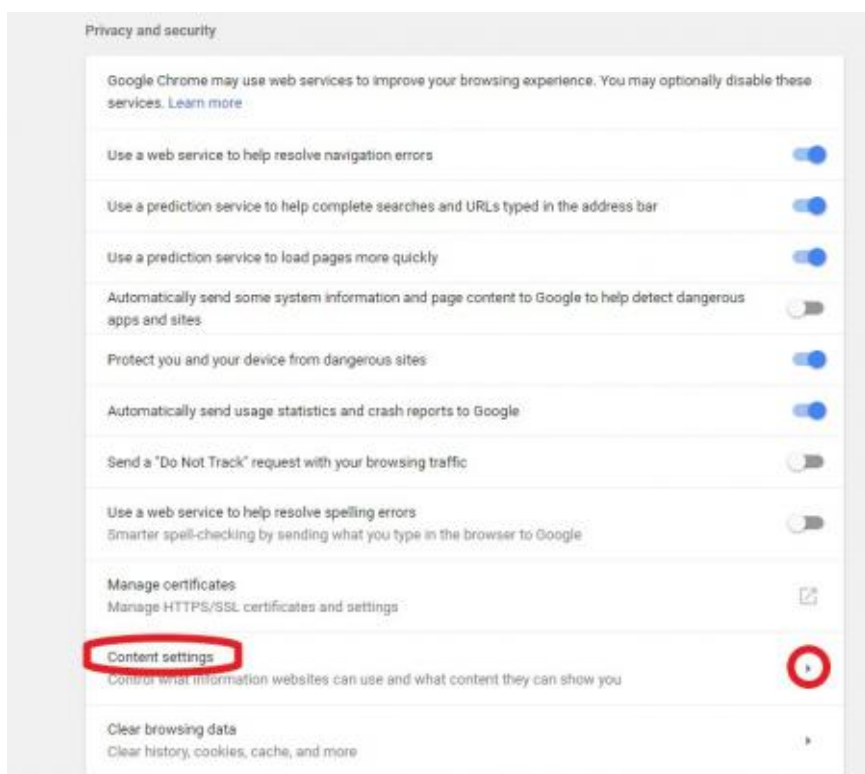 Privacy and security
Google Chrome may use web services to improve your browsing experience. You may optionally disable these
services. Learn more
Use a web service to help resolve navigation errors
Use a prediction service to help complete searches and URLs typed in the address bar
Use a prediction service to load pages more quickly
Automatically send some system information and page content to Google to help detect dangerous
apps and sites
Protect you and your device from dangerous sites
Automatically send usage statistics and crash reports to Google
Send a "Do Not Track" request with your browsing traffic
Use a web service to help resolve spelling errors
Smarter spell-checking by sending what you type in the browser to Google
Manage certificates
Manage HTTPS/SSL certificates and settings
Content settings
Control what information websites can use and what content they can show you
Clear browsing data
Clear history, cookies, cache, and more